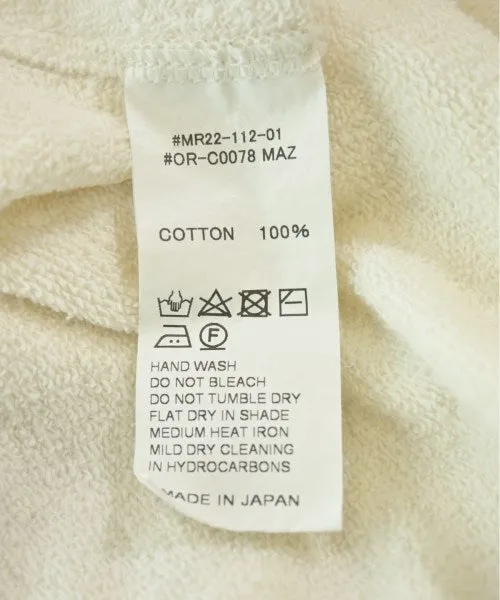 #MR22-112-01
#OR-C0078 MAZ
COTTON 100%
F
HAND WASH
DO NOT BLEACH
DO NOT TUMBLE DRY
FLAT DRY IN SHADE
MEDIUM HEAT IRON
MILD DRY CLEANING
IN HYDROCARBONS
MADE IN JAPAN